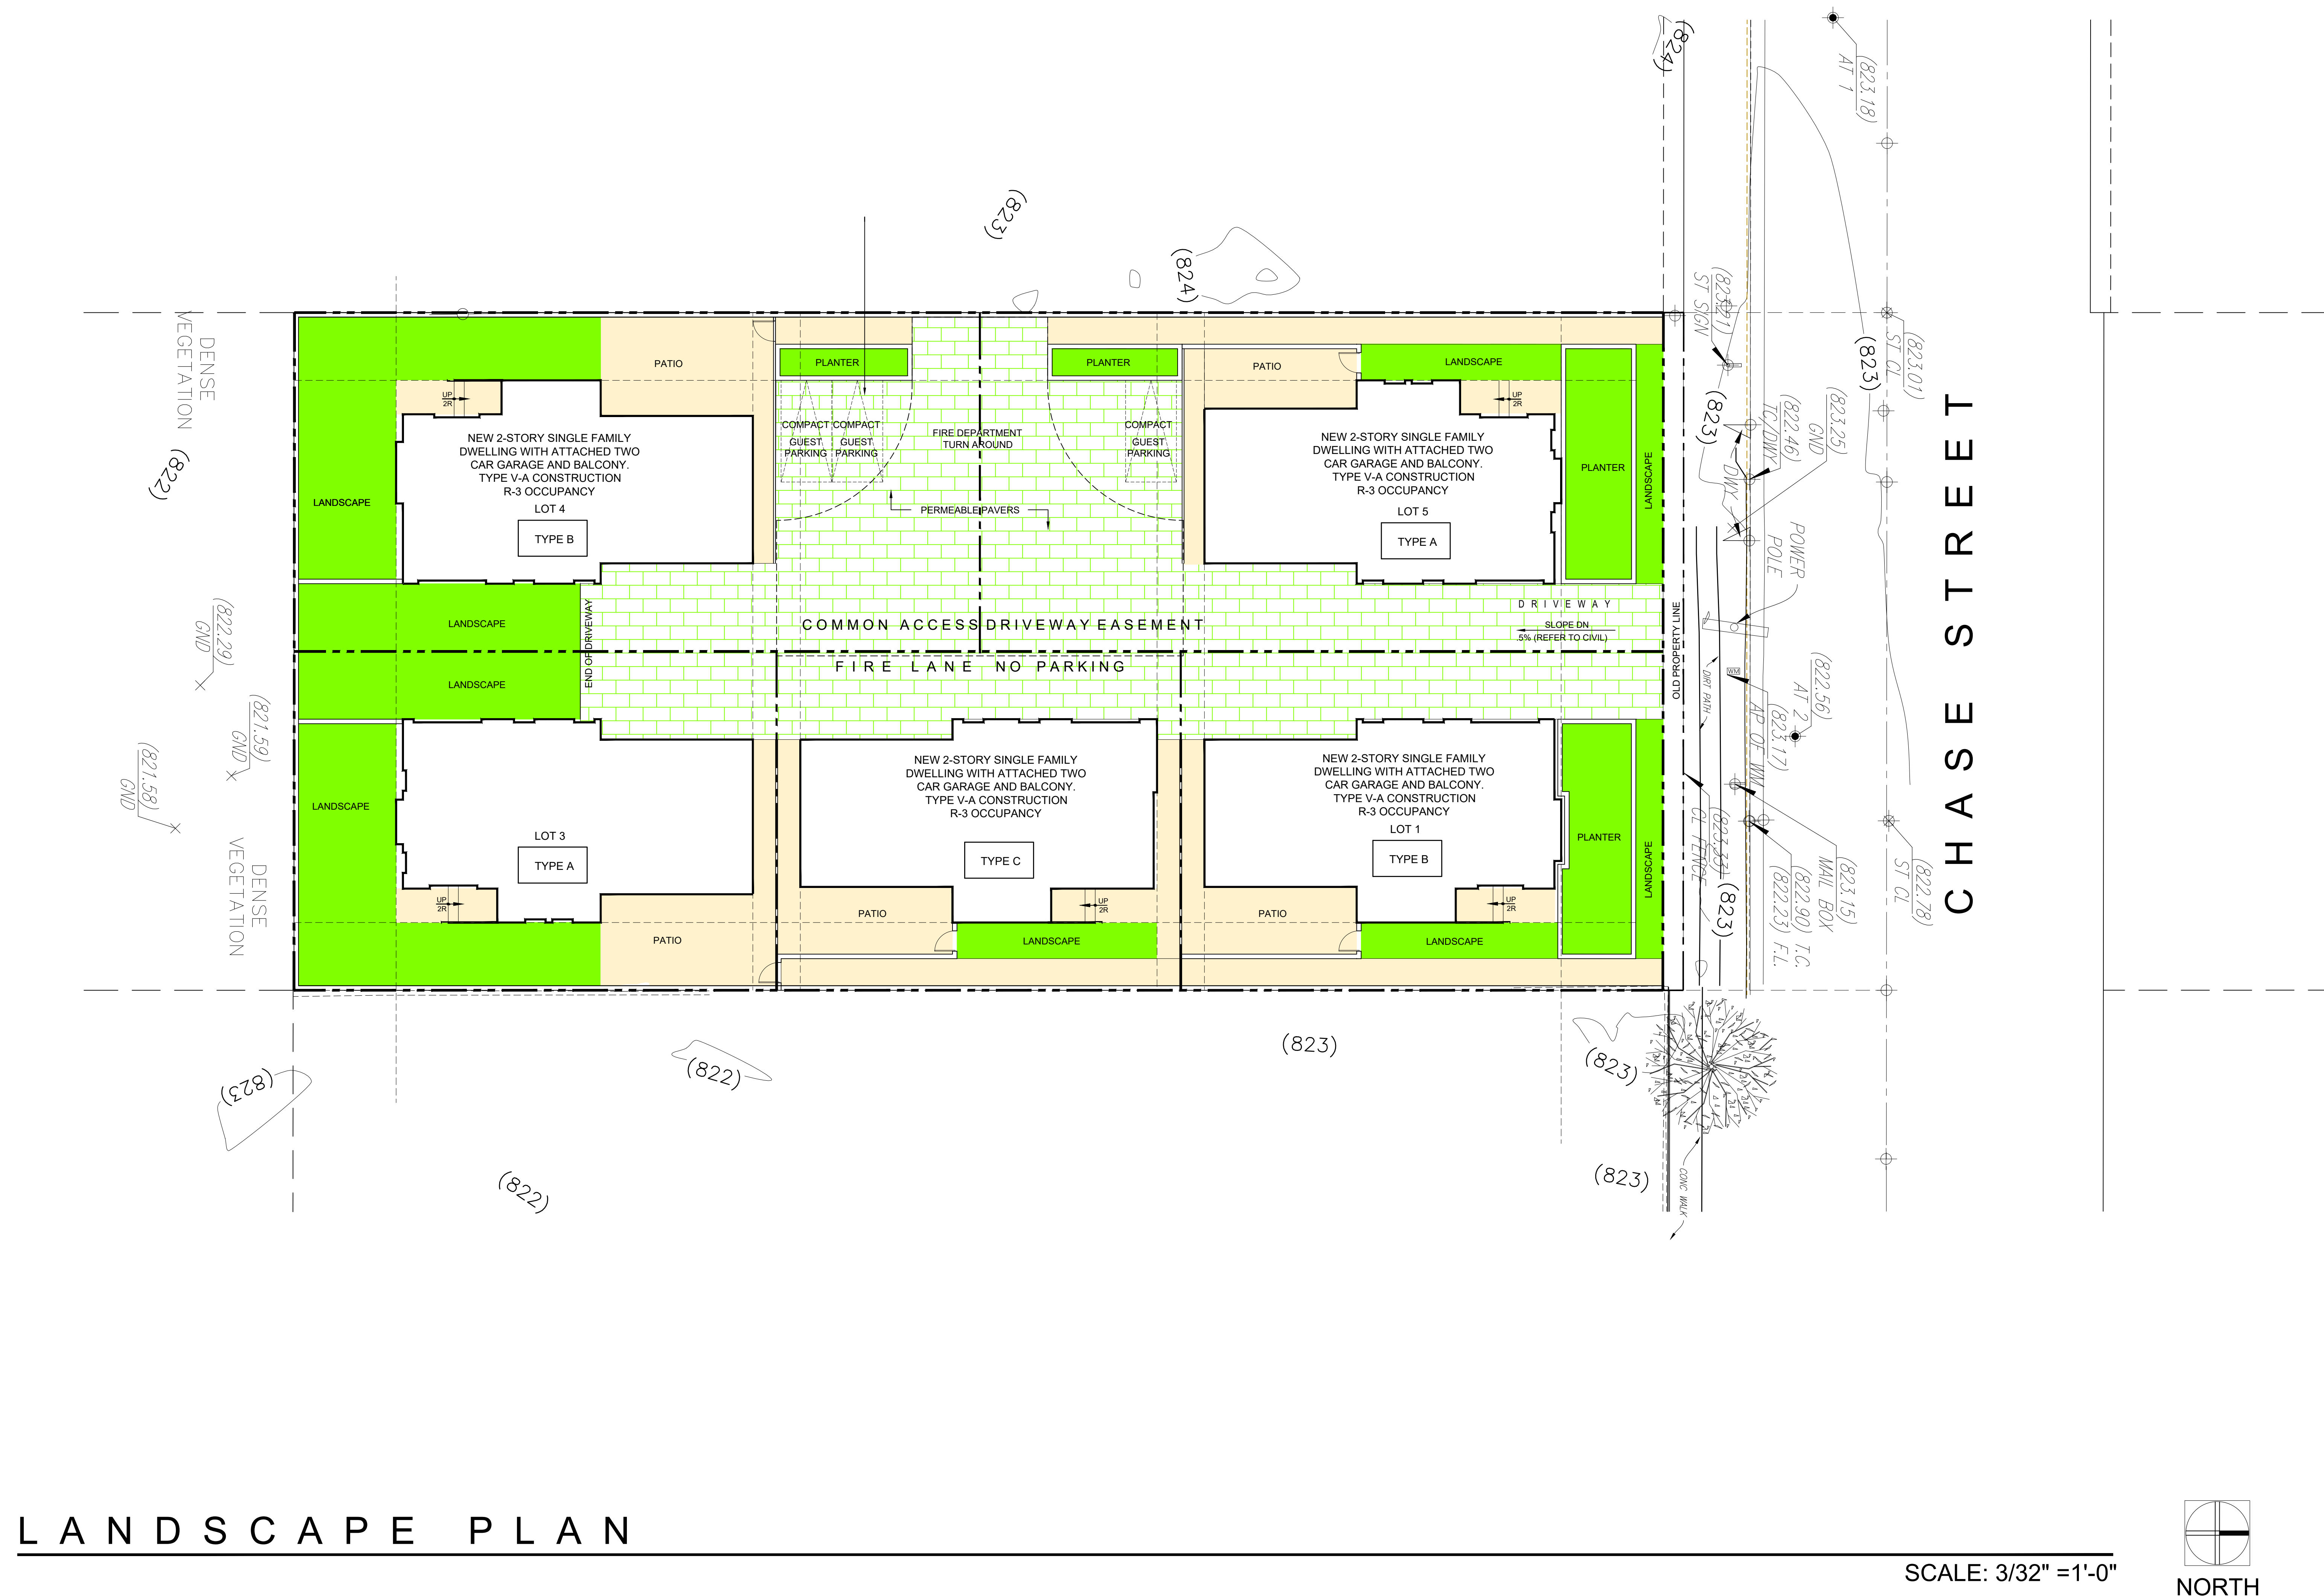 (824)
(823.18)
AT 1
(823)
(824)
DENSE
VEGETATION
(822)
(822.29)
GND
(821.59)
GND
(821.58)
GND
DENSE
VEGETATION
PATIO
PLANTER
PLANTER
PATIO
LANDSCAPE
UP
2R
COMPACT
GUEST
PARKING
COMPACT
GUEST
PARKING
FIRE DEPARTMENT
TURN AROUND
COMPACT
GUEST
PARKING
UP
2R
LANDSCAPE
NEW 2-STORY SINGLE FAMILY
DWELLING WITH ATTACHED TWO
CAR GARAGE AND BALCONY.
TYPE V-A CONSTRUCTION
R-3 OCCUPANCY
LOT 4
TYPE B
PERMEABLE PAVERS
NEW 2-STORY SINGLE FAMILY
DWELLING WITH ATTACHED TWO
CAR GARAGE AND BALCONY.
TYPE V-A CONSTRUCTION
R-3 OCCUPANCY
LOT 5
TYPE A
PLANTER
LANDSCAPE
LANDSCAPE
LANDSCAPE
END OF DRIVEWAY
COMMON ACCESS DRIVEWAY EASEMENT
FIRE LANE NO PARKING
DRIVEWAY
SLOPE DN
.5% (REFER TO CIVIL)
OLD PROPERTY LINE
LANDSCAPE
LOT 3
TYPE A
UP
2R
PATIO
NEW 2-STORY SINGLE FAMILY
DWELLING WITH ATTACHED TWO
CAR GARAGE AND BALCONY.
TYPE V-A CONSTRUCTION
R-3 OCCUPANCY
TYPE C
PATIO
UP
2R
LANDSCAPE
NEW 2-STORY SINGLE FAMILY
DWELLING WITH ATTACHED TWO
CAR GARAGE AND BALCONY.
TYPE V-A CONSTRUCTION
R-3 OCCUPANCY
LOT 1
TYPE B
PATIO
UP
2R
LANDSCAPE
PLANTER
LANDSCAPE
ST SIGN
(823)
(822.46)
TC/DWY
DWY
(823.25)
GND
(823)
(823.01)
ST CL
POWER
POLE
DIRT PATH
WM
(822.56)
AT 2
(823.17)
AP OF WM
(823.33)
CL FENCE
(823)
(823.15)
MAIL BOX
(822.90) T.C.
(822.23) F.L.
(822.78)
ST CL
CHASE STREET
(823)
(822)
(823)
(823)
(822)
(823)
CONC WALK
LANDSCAPE PLAN
SCALE: 3/32" =1'-0"
NORTH